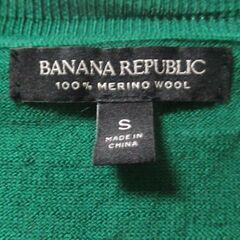 BANANA REPUBLIC
100% MERINO WOOL
S
MADE IN
CHINA